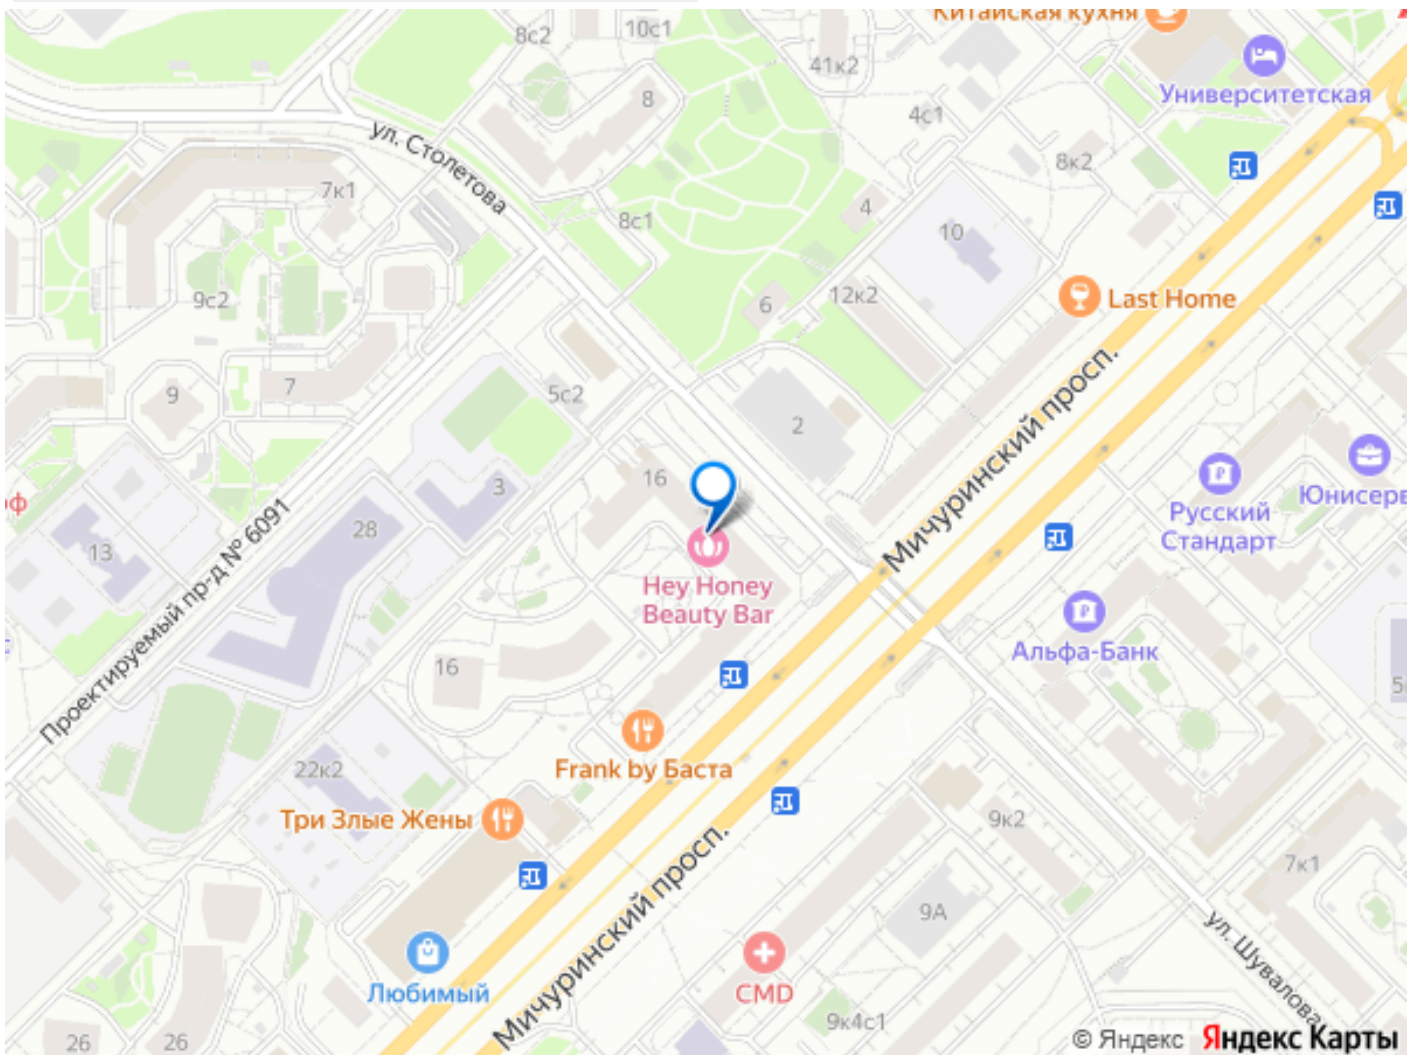 Китайская кухня
8с2
10с1
41к2
Университетская
8
4с1
ул. Столетова
8к2
7к1
4
8с1
10
9с2
6
12к2
Last Home
Мичуринский просп.
7
9
5с2
2
16
3
Русский
Стандарт
Юнисерв
ф
28
13
Проектируемый пр-д № 6091
Hey Honey
Beauty Bar
Альфа-Банк
16
Frank by Баста
22к2
Три Злые Жены
9к2
7к1
9А
Мичуринский просп.
ул. Шувалова
Любимый
CMD
9к4с1
26
26
© Яндекс Яндекс Карты